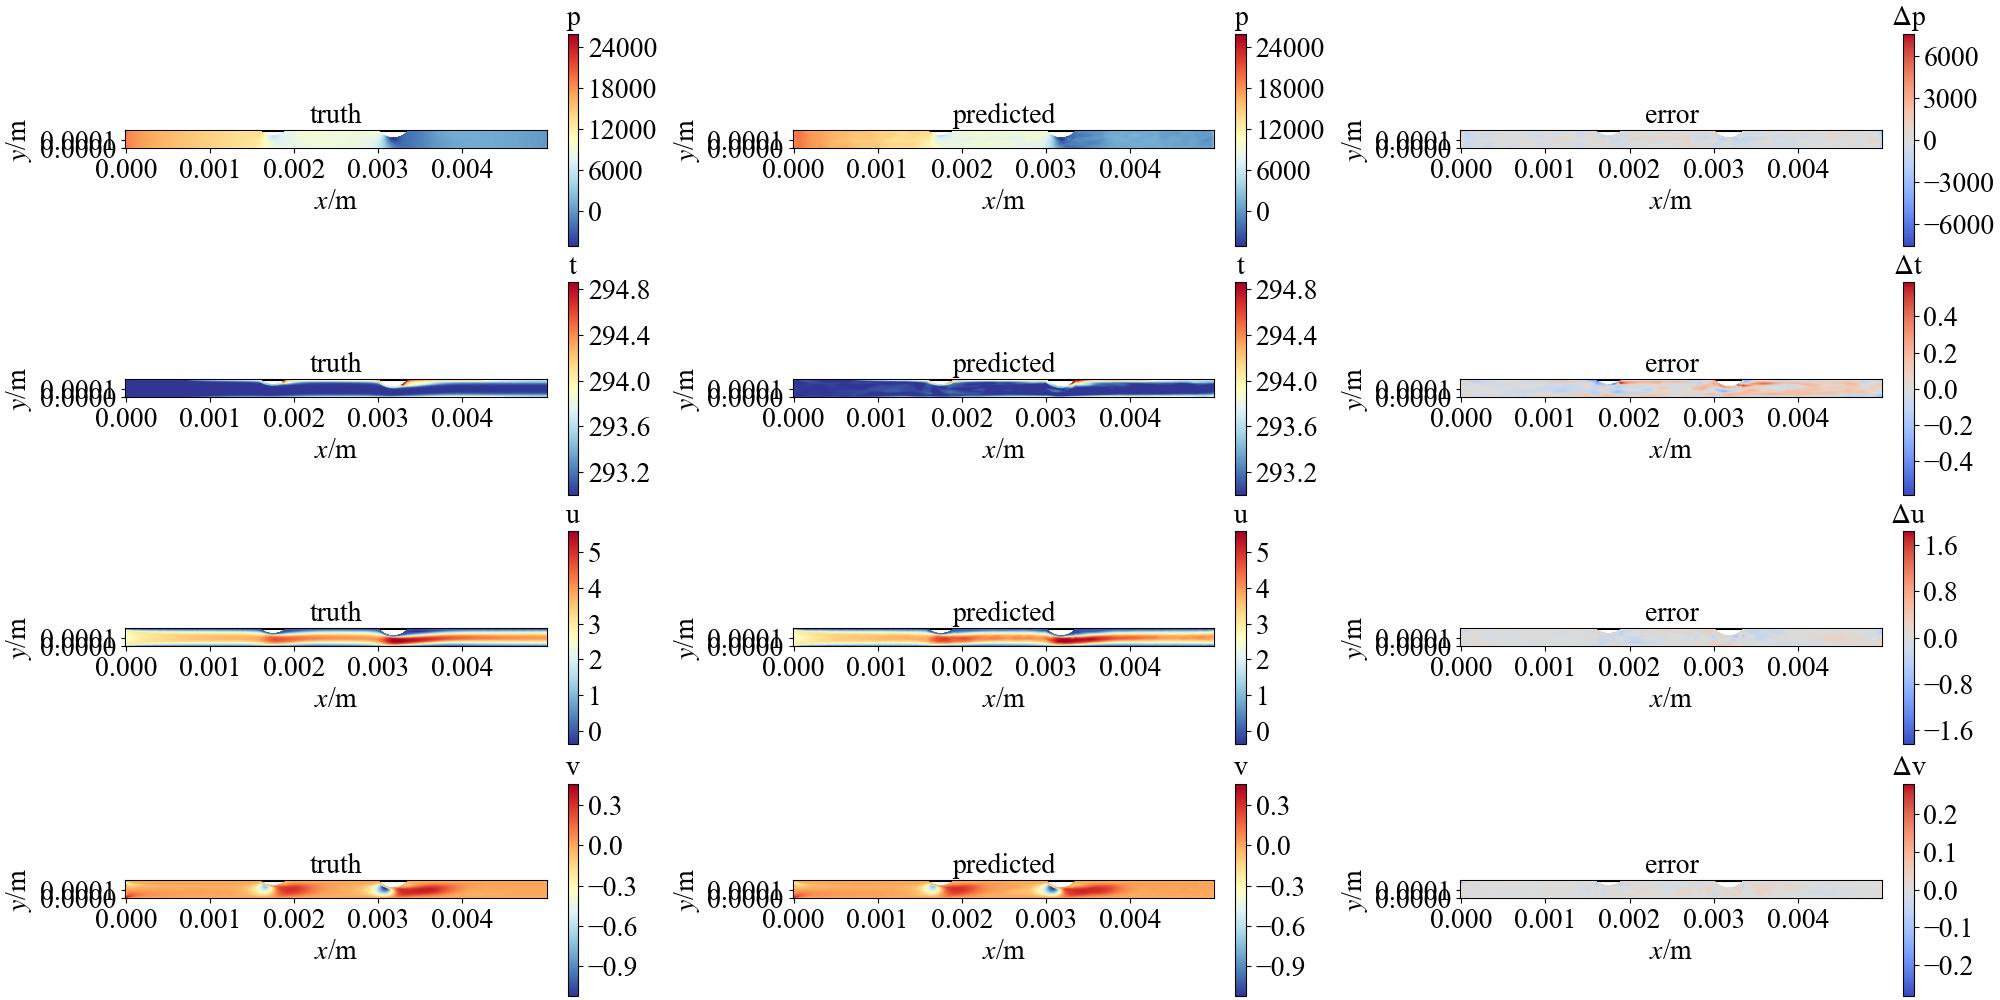 p p Δp
24000 24000 6000
18000 18000 3000
truth predicted error
12000 12000 0
y/m 0.0001 y/m 0.0001 y/m 0.0001
0.0000 0.0000 0.0000
6000 6000 −3000
0.000 0.001 0.002 0.003 0.004 0.000 0.001 0.002 0.003 0.004 0.000 0.001 0.002 0.003 0.004
x/m x/m x/m
0 0 −6000
t t Δt
294.8 294.8 0.4
294.4 294.4 0.2
truth predicted error
294.0 294.0 0.0
y/m 0.0001 y/m 0.0001 y/m 0.0001
0.0000 0.0000 0.0000
293.6 293.6 −0.2
0.000 0.001 0.002 0.003 0.004 0.000 0.001 0.002 0.003 0.004 0.000 0.001 0.002 0.003 0.004
x/m x/m x/m
293.2 293.2 −0.4
u u Δu
5 5 1.6
4 4 0.8
truth predicted error
3 3 0.0
y/m 0.0001 y/m 0.0001 y/m 0.0001
0.0000 0.0000 0.0000
2 2 −0.8
0.000 0.001 0.002 0.003 0.004 0.000 0.001 0.002 0.003 0.004 0.000 0.001 0.002 0.003 0.004
1 1
x/m x/m x/m
0 0 −1.6
v v Δv
0.3 0.3 0.2
0.0 0.0 0.1
truth predicted error
−0.3 −0.3 0.0
y/m 0.0001 y/m 0.0001 y/m 0.0001
0.0000 0.0000 0.0000
−0.6 −0.6 −0.1
0.000 0.001 0.002 0.003 0.004 0.000 0.001 0.002 0.003 0.004 0.000 0.001 0.002 0.003 0.004
x/m x/m x/m
−0.9 −0.9 −0.2